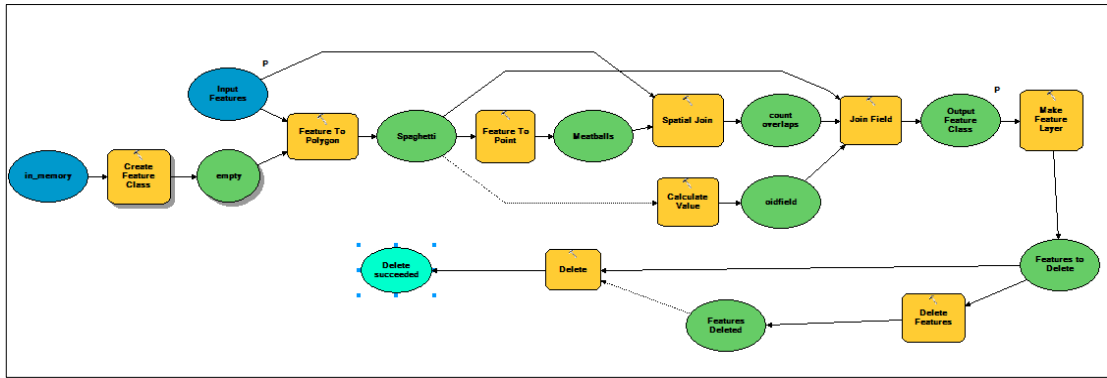 P
Input
Features
P
Feature To
Polygon
Spaghetti
Feature To
Point
Meatballs
Spatial Join
count
overlaps
Join Field
Output
Feature
Class
Make
Feature
Layer
in_memory
Create
Feature
Class
empty
Calculate
Value
oidfield
Delete
succeeded
Delete
Features to
Delete
Features
Deleted
Delete
Features